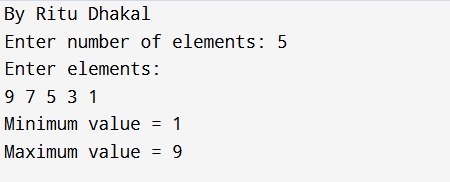 By Ritu Dhakal
Enter number of elements: 5
Enter elements:
9 7 5 3 1
Minimum value = 1
Maximum value = 9